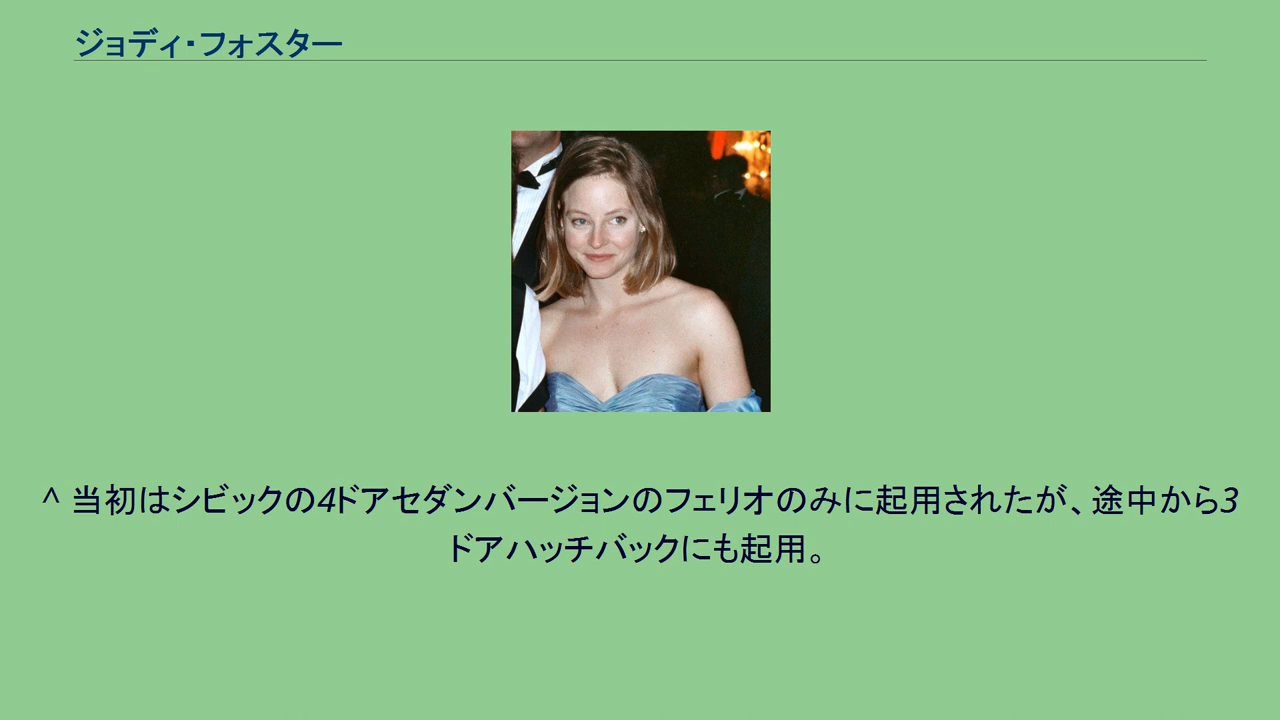 ジョディ・フォスター
^ 当初はシビックの4ドアセダンバージョンのフェリオのみに起用されたが、途中から3
ドアハッチバックにも起用。